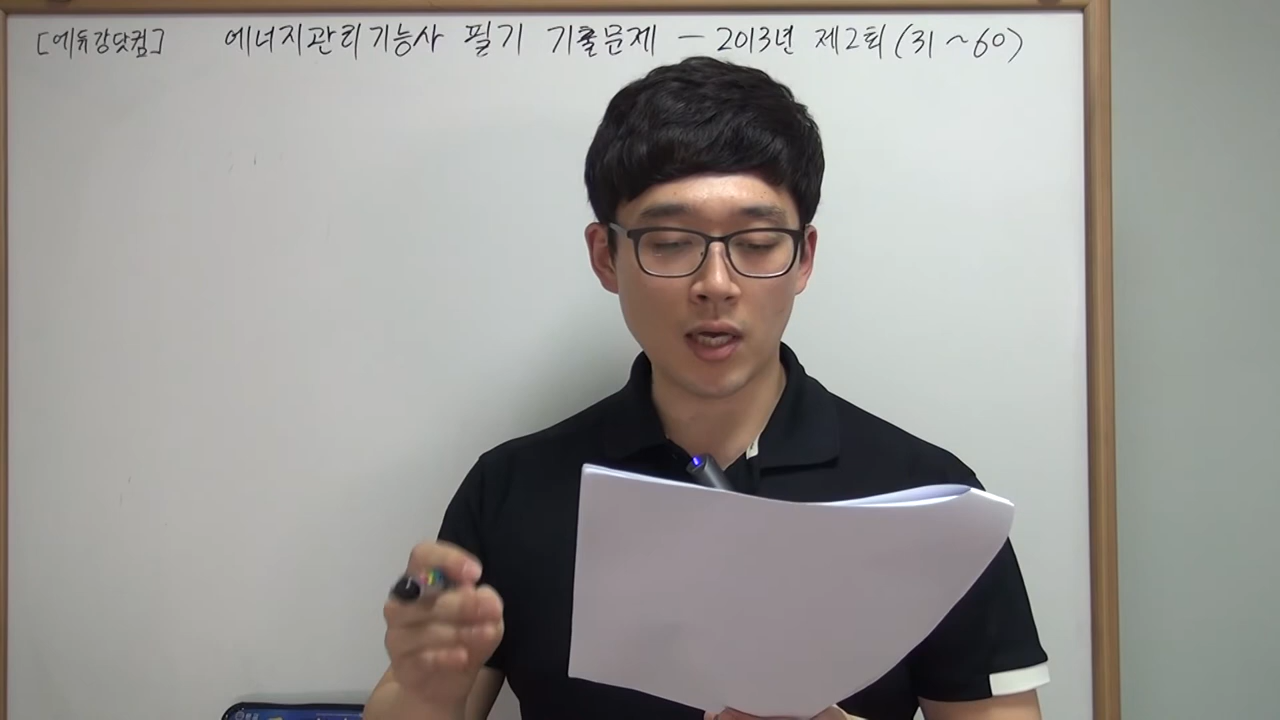 [에듀강닷컴] 에너지관리기능사 필기 기출문제 - 2013년 제2회 (31~60)